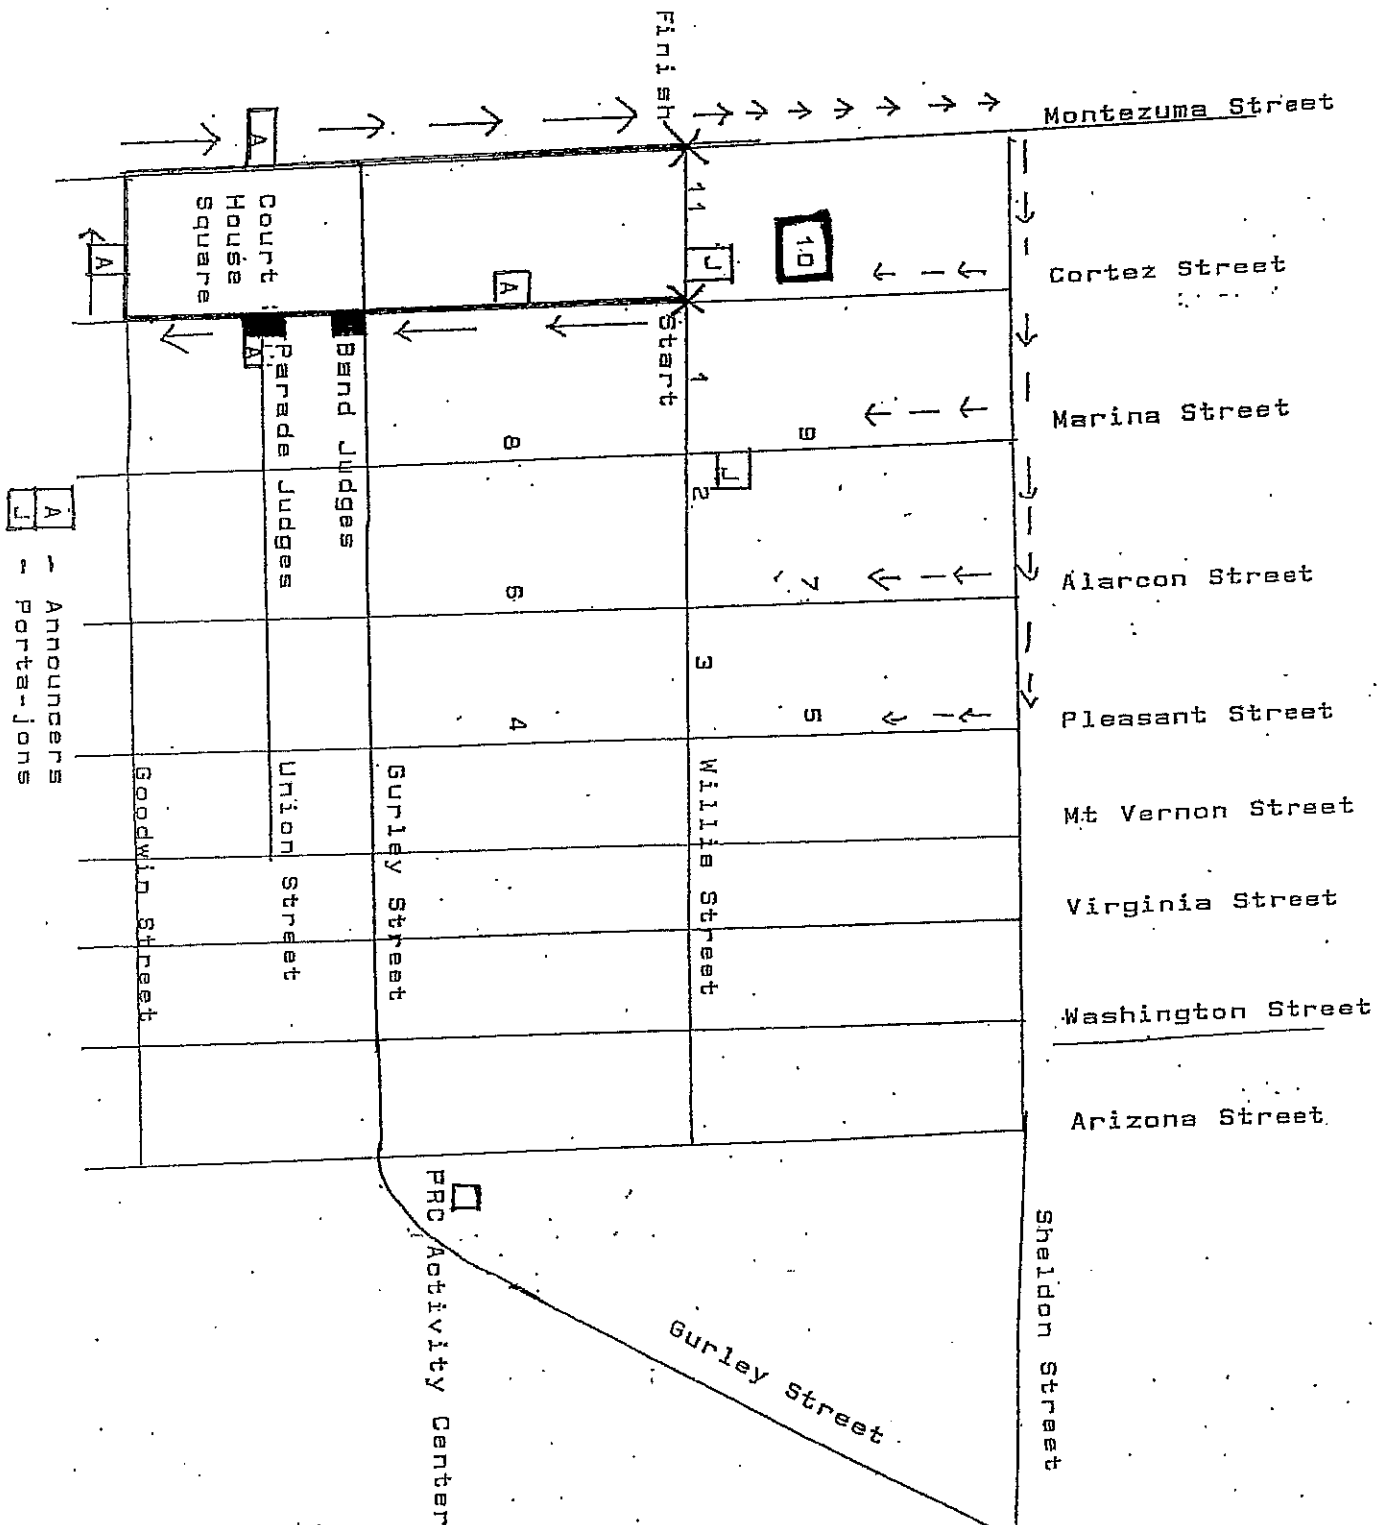 Finish
Montezuma Street
A
Court
House
Square
11
J
10
Cortez Street
A
A
Start
A
Parade Judges
Band Judges
1
Marina Street
8
9
J
2
Alarcon Street
6
7
3
Pleasant Street
4
5
A - Announcers
J - Porta-jons
Mt Vernon Street
Virginia Street
Washington Street
Arizona Street
Goodwin Street
Union Street
Gurley Street
Willis Street
PRC Activity Center
Gurley Street
Sheldon Street